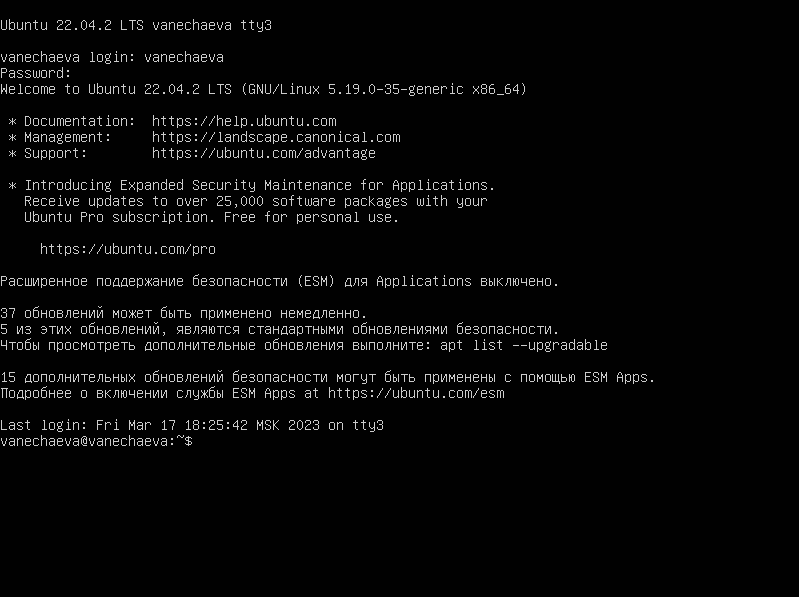 Ubuntu 22.04.2 LTS vanechaeva tty3
vanechaeva login: vanechaeva
Password:
Welcome to Ubuntu 22.04.2 LTS (GNU/Linux 5.19.0-35-generic x86_64)
* Documentation:  https://help.ubuntu.com
* Management:     https://landscape.canonical.com
* Support:        https://ubuntu.com/advantage
* Introducing Expanded Security Maintenance for Applications.
Receive updates to over 25,000 software packages with your
Ubuntu Pro subscription. Free for personal use.
https://ubuntu.com/pro
Расширенное поддержание безопасности (ESM) для Applications выключено.
37 обновлений может быть применено немедленно.
5 из этих обновлений, являются стандартными обновлениями безопасности.
Чтобы просмотреть дополнительные обновления выполните: apt list --upgradable
15 дополнительных обновлений безопасности могут быть применены с помощью ESM Apps.
Подробнее о включении службы ESM Apps at https://ubuntu.com/esm
Last login: Fri Mar 17 18:25:42 MSK 2023 on tty3
vanechaeva@vanechaeva:~$